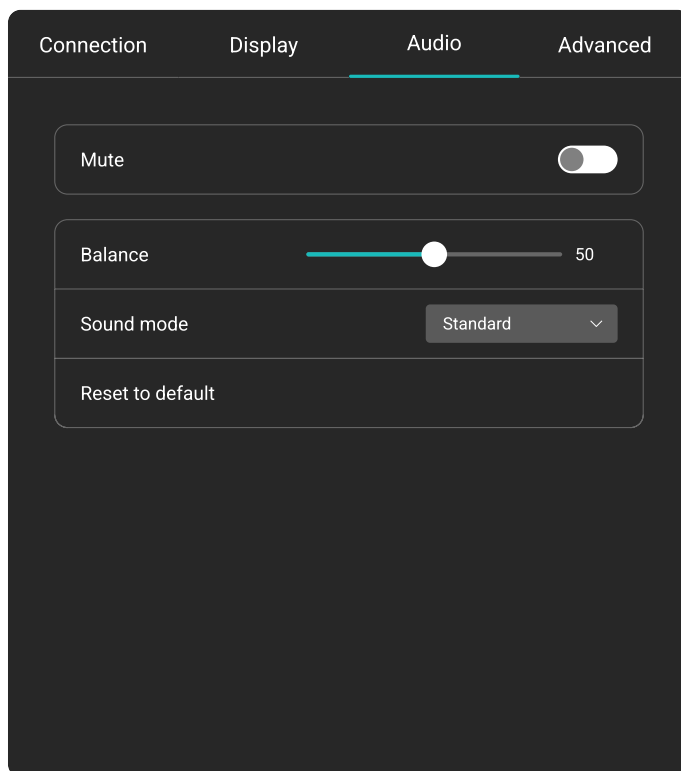 Connection Display Audio Advanced
Mute
Balance 50
Sound mode Standard
Reset to default